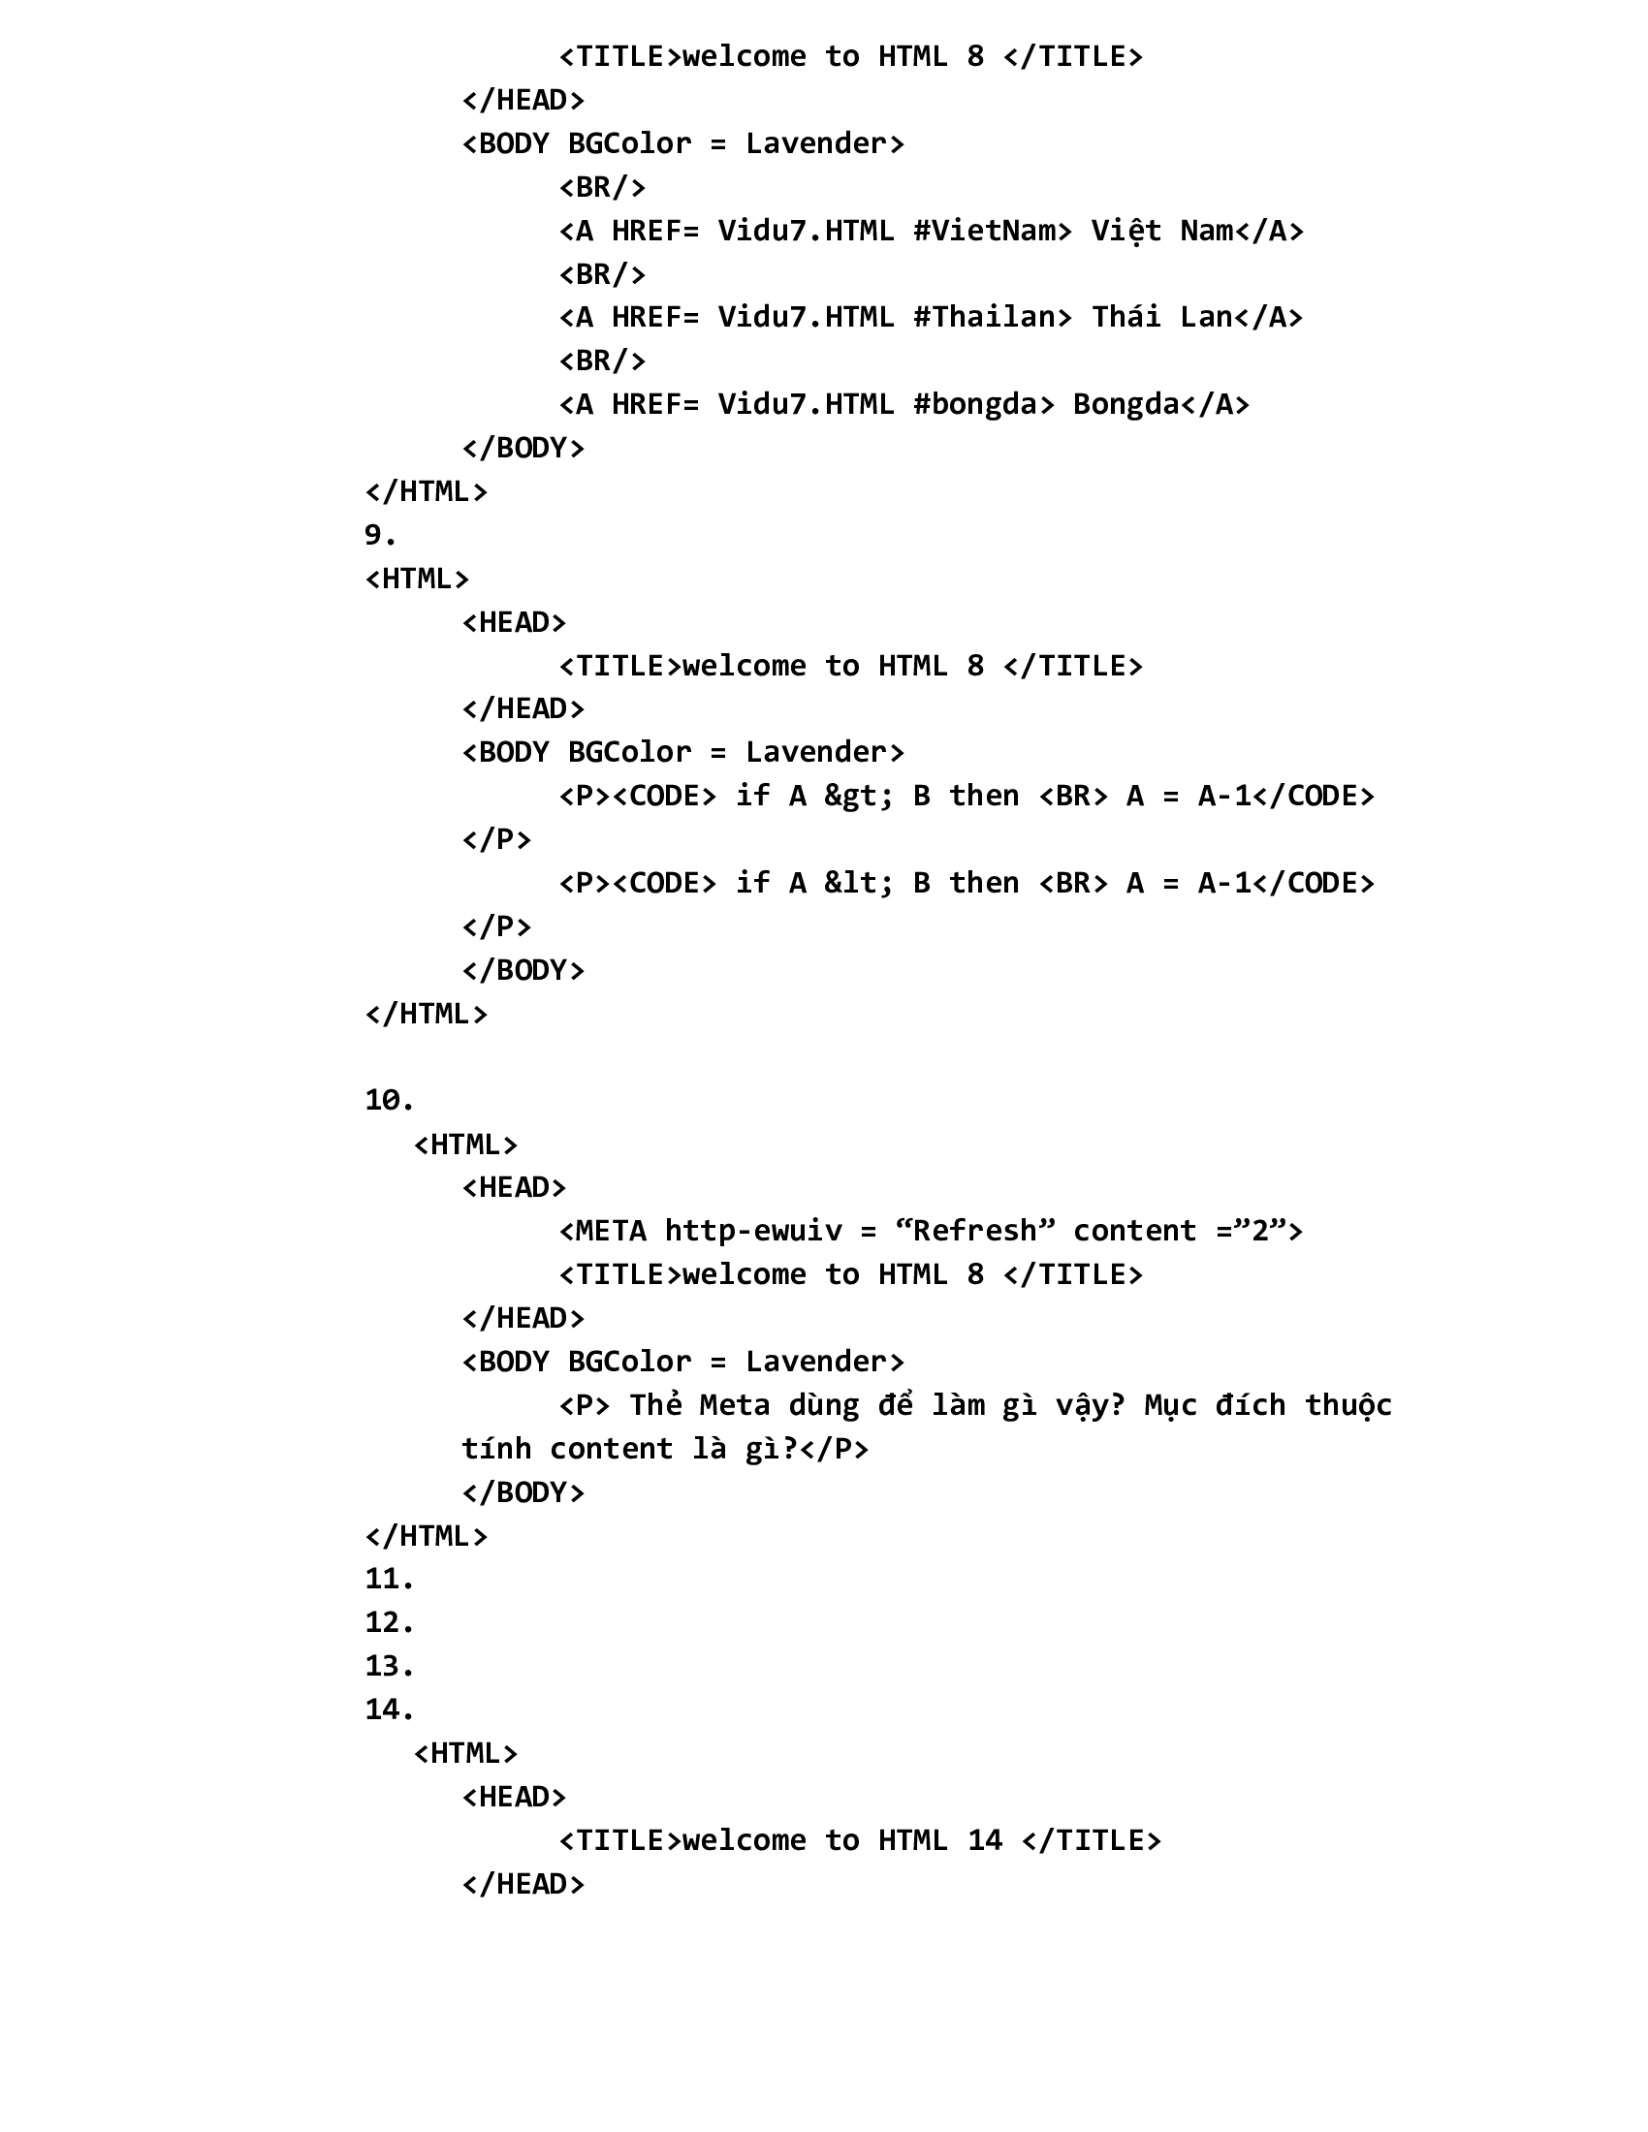 <TITLE>welcome to HTML 8 </TITLE>
</HEAD>
<BODY BGColor = Lavender>
<BR/>
<A HREF= Vidu7.HTML #VietNam> Việt Nam</A>
<BR/>
<A HREF= Vidu7.HTML #Thailan> Thái Lan</A>
<BR/>
<A HREF= Vidu7.HTML #bongda> Bongda</A>
</BODY>
</HTML>
9.
<HTML>
<HEAD>
<TITLE>welcome to HTML 8 </TITLE>
</HEAD>
<BODY BGColor = Lavender>
<P><CODE> if A &gt; B then <BR> A = A-1</CODE>
</P>
<P><CODE> if A &lt; B then <BR> A = A-1</CODE>
</P>
</BODY>
</HTML>
10.
<HTML>
<HEAD>
<META http-ewuiv = “Refresh” content =”2”>
<TITLE>welcome to HTML 8 </TITLE>
</HEAD>
<BODY BGColor = Lavender>
<P> Thẻ Meta dùng để làm gì vậy? Mục đích thuộc
tính content là gì?</P>
</BODY>
</HTML>
11.
12.
13.
14.
<HTML>
<HEAD>
<TITLE>welcome to HTML 14 </TITLE>
</HEAD>